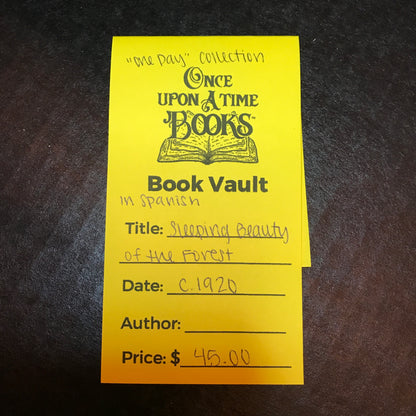 "one Day" collection
ONCE
UPON A TIME
BOOKS™
Book Vault
in Spanish
Title: Sleeping Beauty
of the Forest
Date: c.1920
Author:
Price: $ 45.00